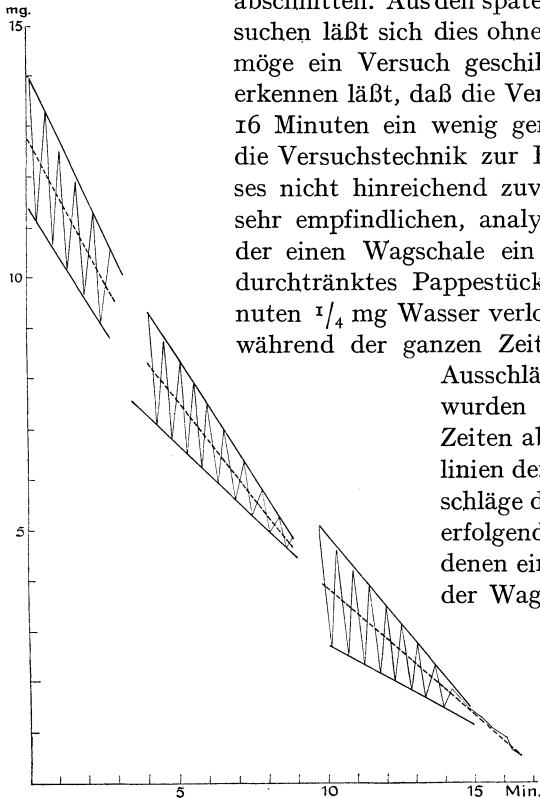 mg.
15
10
5
5
10
15 Min.
abschnitten. Aus den späte
suchen läßt sich dies ohne
möge ein Versuch geschil
erkennen läßt, daß die Ver
16 Minuten ein wenig ger
die Versuchstechnik zur
ses nicht hinreichend zuv
sehr empfindlichen, analy
der einen Wagschale ein
durchtränktes Pappestück
nuten 1/4 mg Wasser verlo
während der ganzen Zeit
Ausschlä
wurden
Zeiten ab
linien der
schläge d
erfolgend
denen ein
der Wag